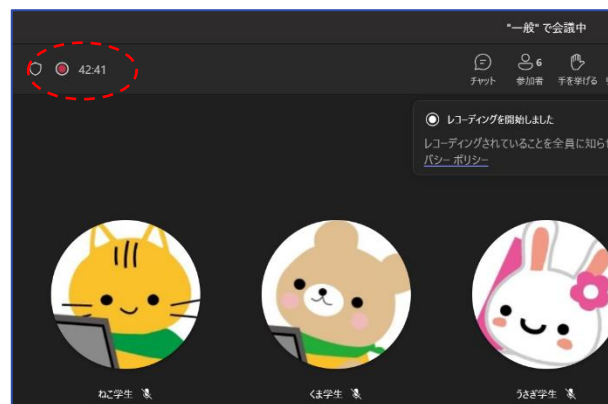 "一般" で会議中
42:41
6
チャット 参加者 手を挙げる
レコーディングを開始しました
レコーディングされていることを全員に知ら
バシー ポリシー
ねこ学生
くま学生
うさぎ学生